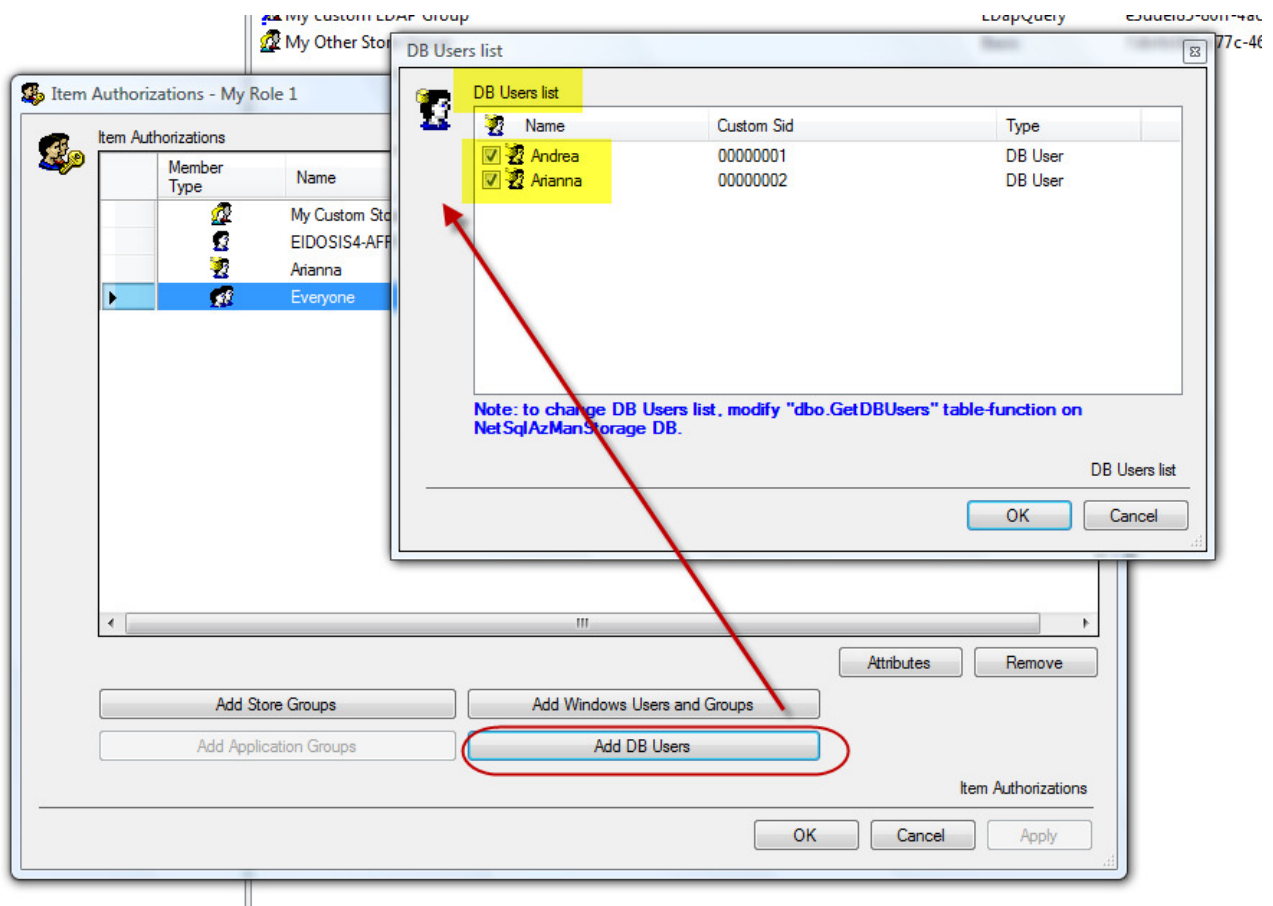 My custom LDAP Group LDapQuery
My Other Stor 77c-46
DB Users list
DB Users list
Name Custom Sid Type
Andrea 00000001 DB User
Arianna 00000002 DB User
Note: to change DB Users list, modify "dbo.GetDBUsers" table-function on
NetSqlAzManStorage DB.
DB Users list
OK Cancel
Item Authorizations - My Role 1
Item Authorizations
Member
Type
Name
My Custom Sto
EIDOSIS4-AFR
Arianna
Everyone
Attributes Remove
Add Store Groups Add Windows Users and Groups
Add Application Groups Add DB Users
Item Authorizations
OK Cancel Apply